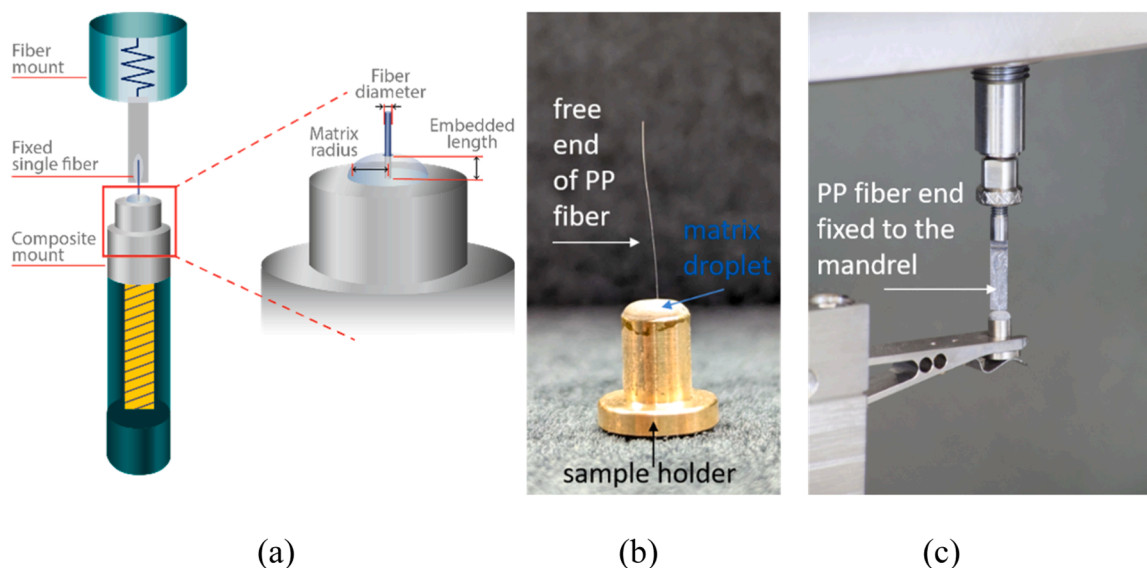 Fiber
mount
Fixed
single fiber
Composite
mount
Fiber
diameter
Matrix
radius
Embedded
length
free
end
of PP
fiber
matrix
droplet
sample holder
PP fiber end
fixed to the
mandrel
(a)
(b)
(c)